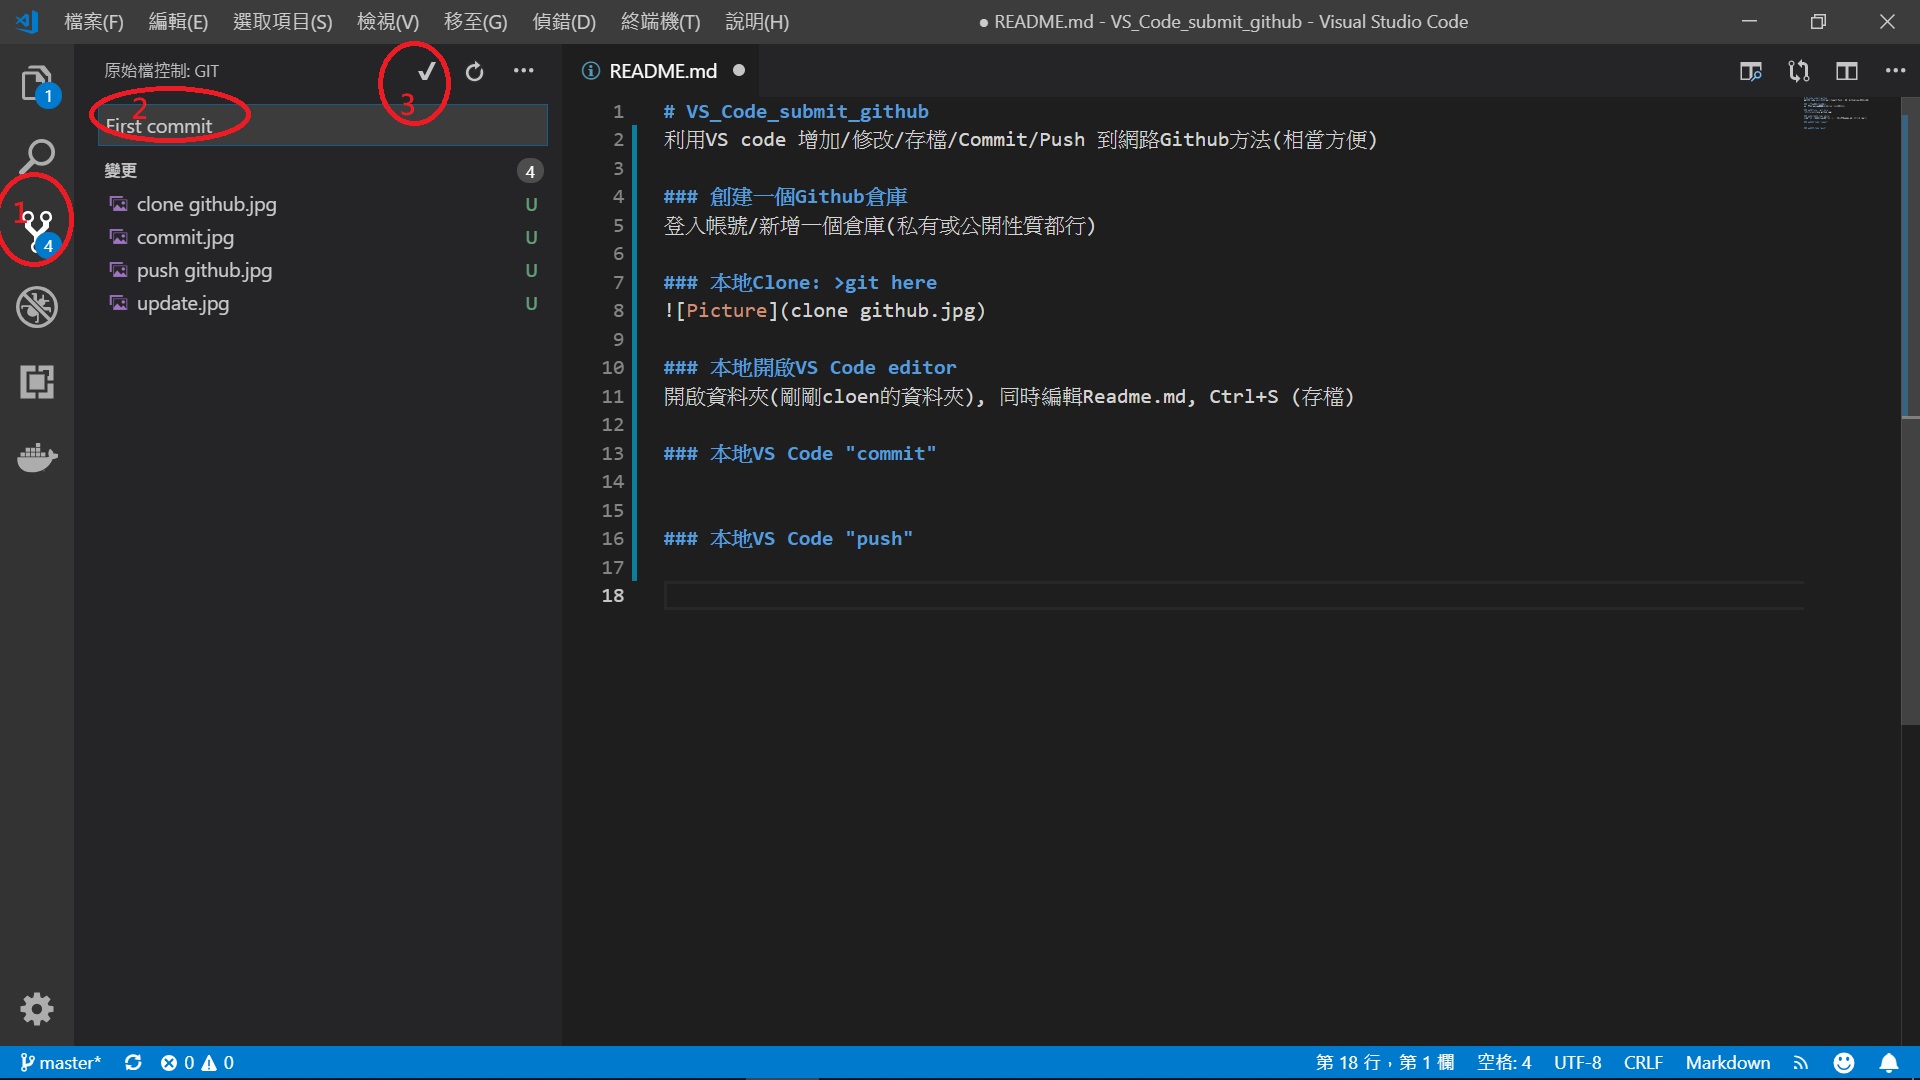 檔案(F) 編輯(E) 選取項目(S) 檢視(V) 移至(G) 偵錯(D) 終端機(T) 說明(H) ● README.md - VS_Code_submit_github - Visual Studio Code
原始檔控制: GIT
3
README.md
1
2
First commit
變更 4
1
4
clone github.jpg U
commit.jpg U
push github.jpg U
update.jpg U
1 # VS_Code_submit_github
2 利用VS code 增加/修改/存檔/Commit/Push 到網路Github方法(相當方便)
3
4 ### 創建一個Github倉庫
5 登入帳號/新增一個倉庫(私有或公開性質都行)
6
7 ### 本地Clone: >git here
8 ![Picture](clone github.jpg)
9
10 ### 本地開啟VS Code editor
11 開啟資料夾(剛剛cloen的資料夾), 同時編輯Readme.md, Ctrl+S (存檔)
12
13 ### 本地VS Code "commit"
14
15
16 ### 本地VS Code "push"
17
18
master* 0 0 第 18 行，第 1 欄 空格: 4 UTF-8 CRLF Markdown